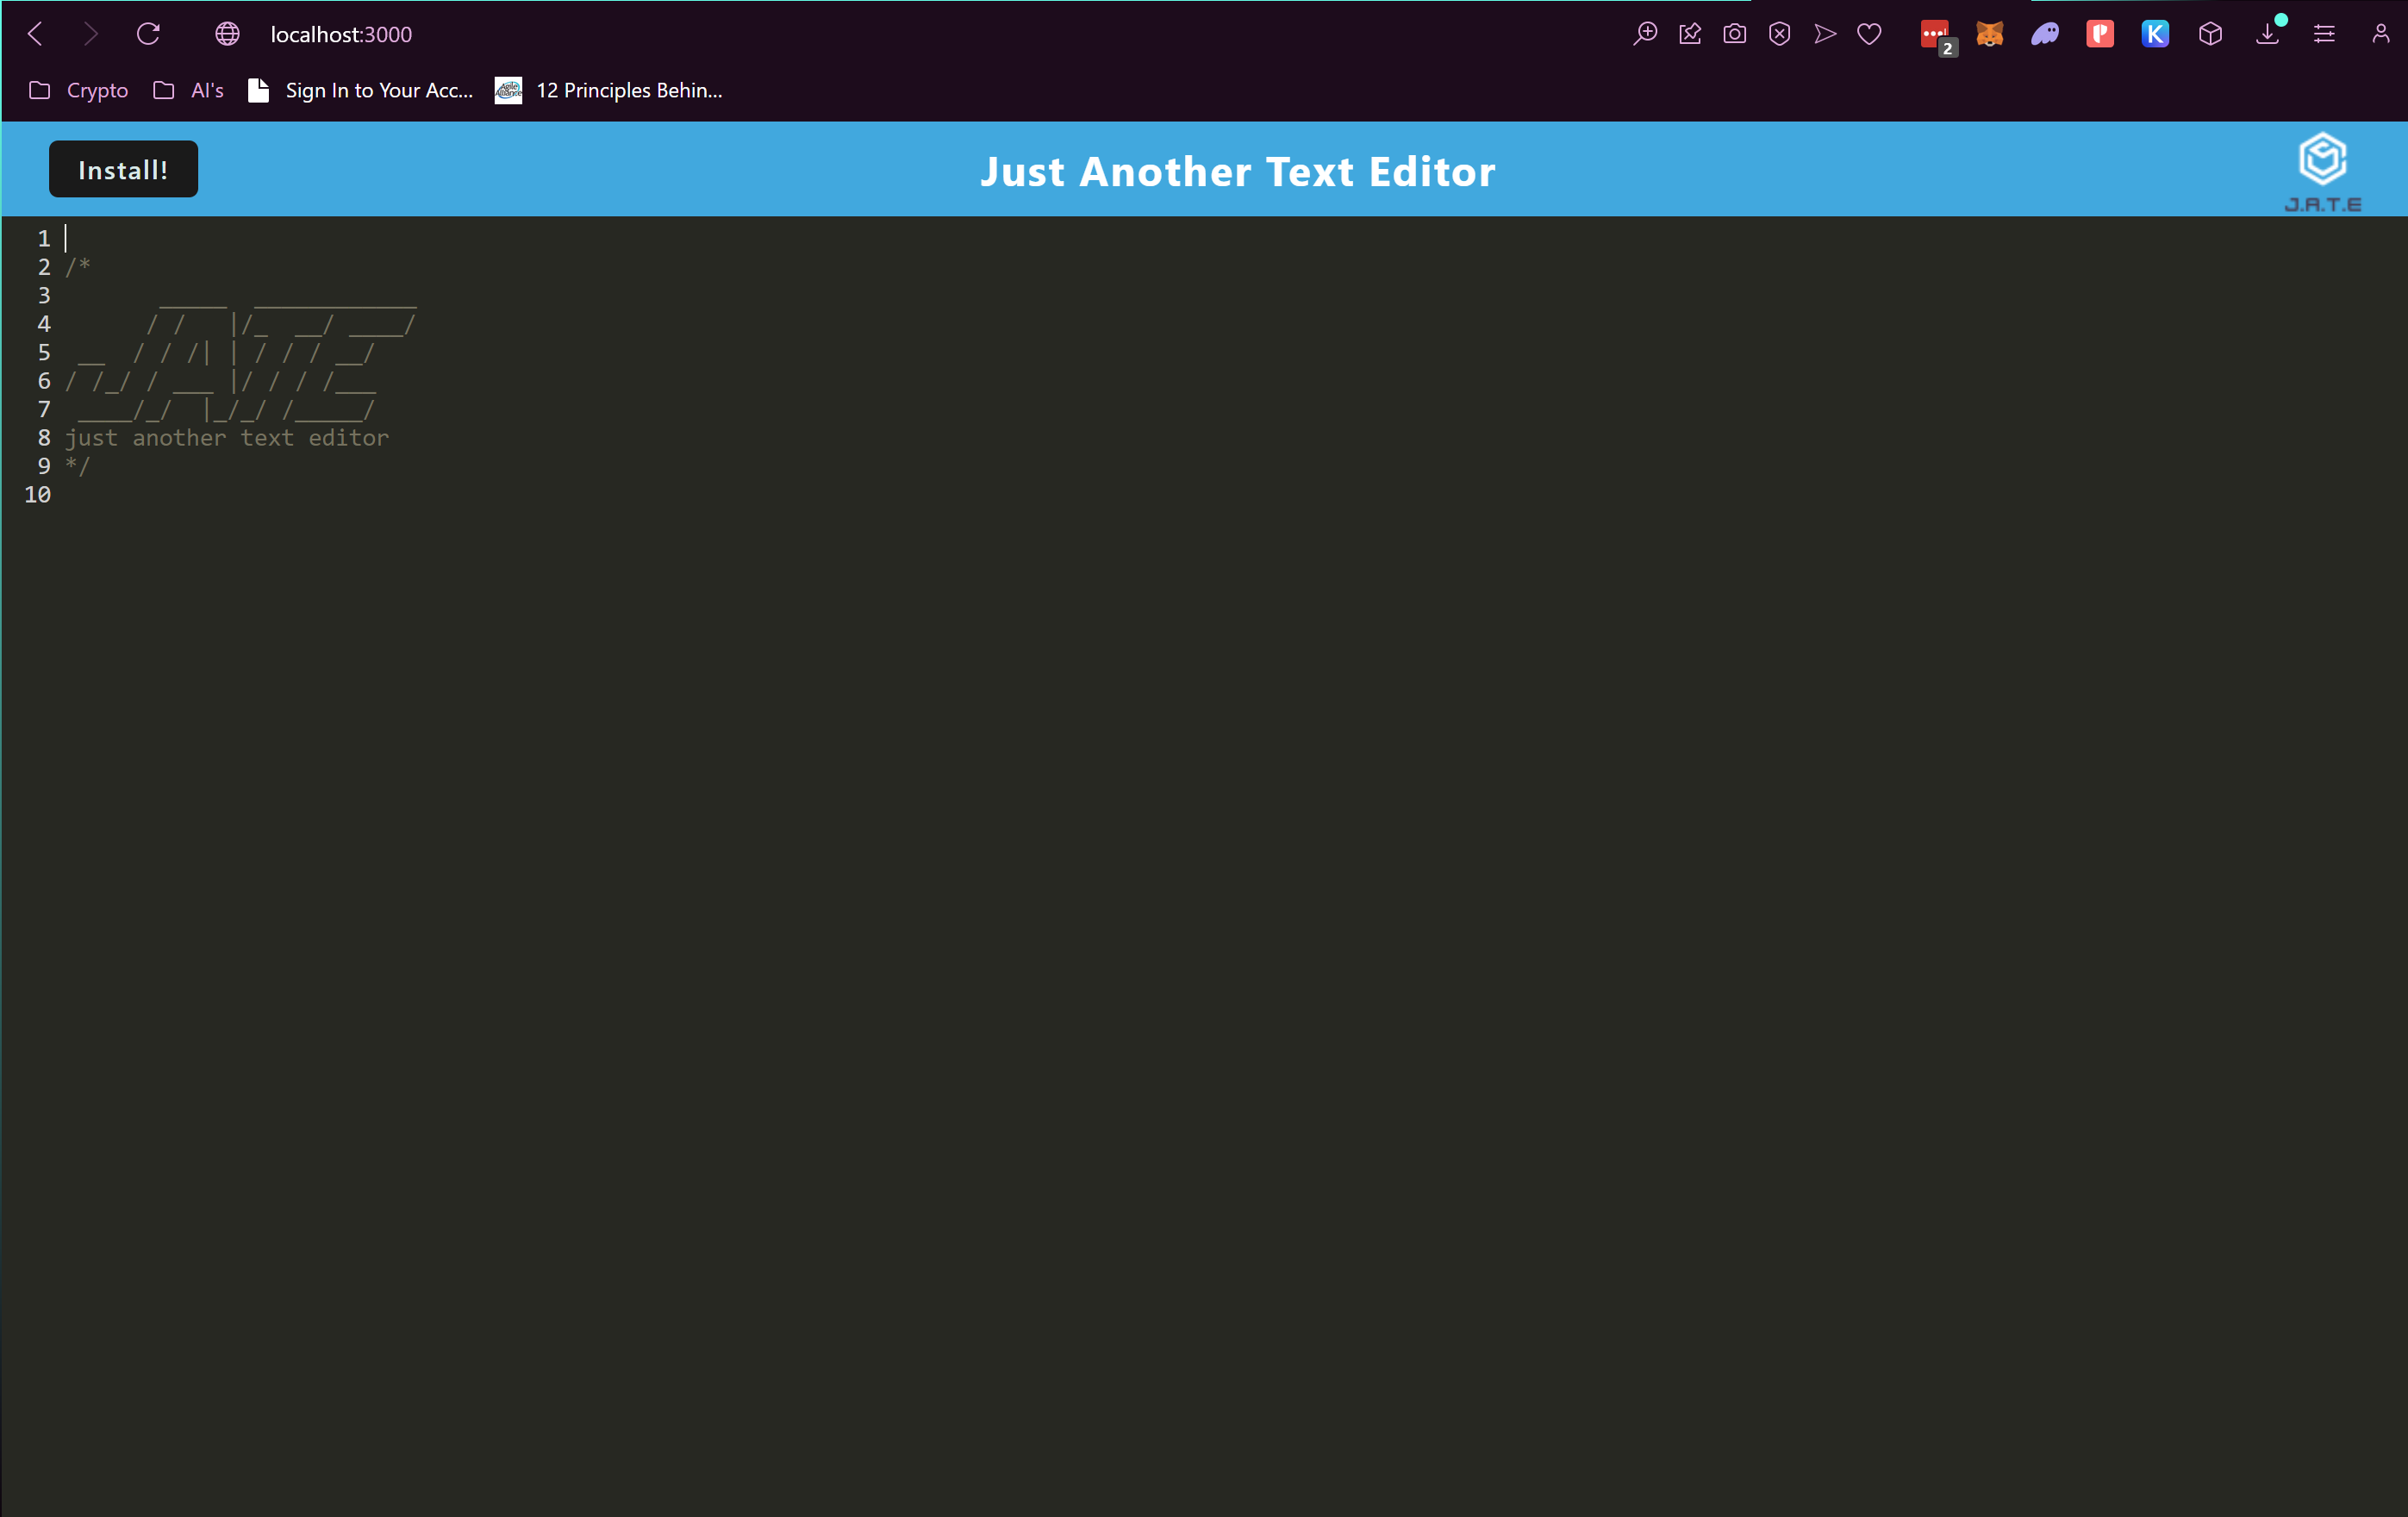 localhost:3000
2
Crypto AI's Sign In to Your Acc... 12 Principles Behin...
Install! Just Another Text Editor
J.A.T.E
1
2 /*
3        _____  ____________
4       / /   |/_  __/ ____/
5  __  / / /| | / / / __/
6 / /_/ / ___ |/ / / /___
7  ____/_/  |_/_/ /_____/
8 just another text editor
9 */
10